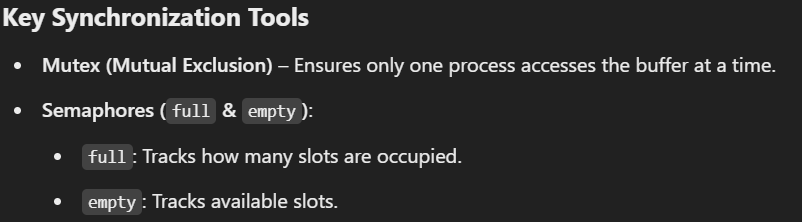 Key Synchronization Tools
• Mutex (Mutual Exclusion) – Ensures only one process accesses the buffer at a time.
• Semaphores (full & empty):
• full: Tracks how many slots are occupied.
• empty: Tracks available slots.